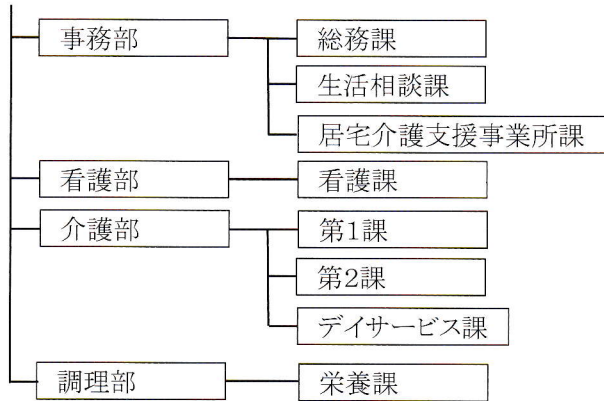 事務部 総務課
生活相談課
居宅介護支援事業所課
看護部 看護課
介護部 第1課
第2課
デイサービス課
調理部 栄養課